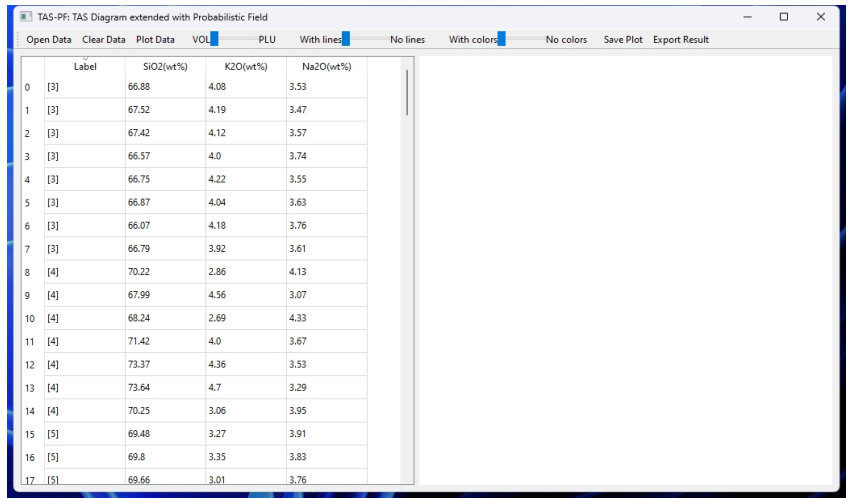 TAS-PF: TAS Diagram extended with Probabilistic Field
Open Data Clear Data Plot Data VOL PLU With lines No lines With colors No colors Save Plot Export Result
Label SiO2(wt%) K2O(wt%) Na2O(wt%)
0 [3] 66.88 4.08 3.53
1 [3] 67.52 4.19 3.47
2 [3] 67.42 4.12 3.57
3 [3] 66.57 4.0 3.74
4 [3] 66.75 4.22 3.55
5 [3] 66.87 4.04 3.63
6 [3] 66.07 4.18 3.76
7 [3] 66.79 3.92 3.61
8 [4] 70.22 2.86 4.13
9 [4] 67.99 4.56 3.07
10 [4] 68.24 2.69 4.33
11 [4] 71.42 4.0 3.67
12 [4] 73.37 4.36 3.53
13 [4] 73.64 4.7 3.29
14 [4] 70.25 3.06 3.95
15 [5] 69.48 3.27 3.91
16 [5] 69.8 3.35 3.83
17 [5] 69.66 3.01 3.76